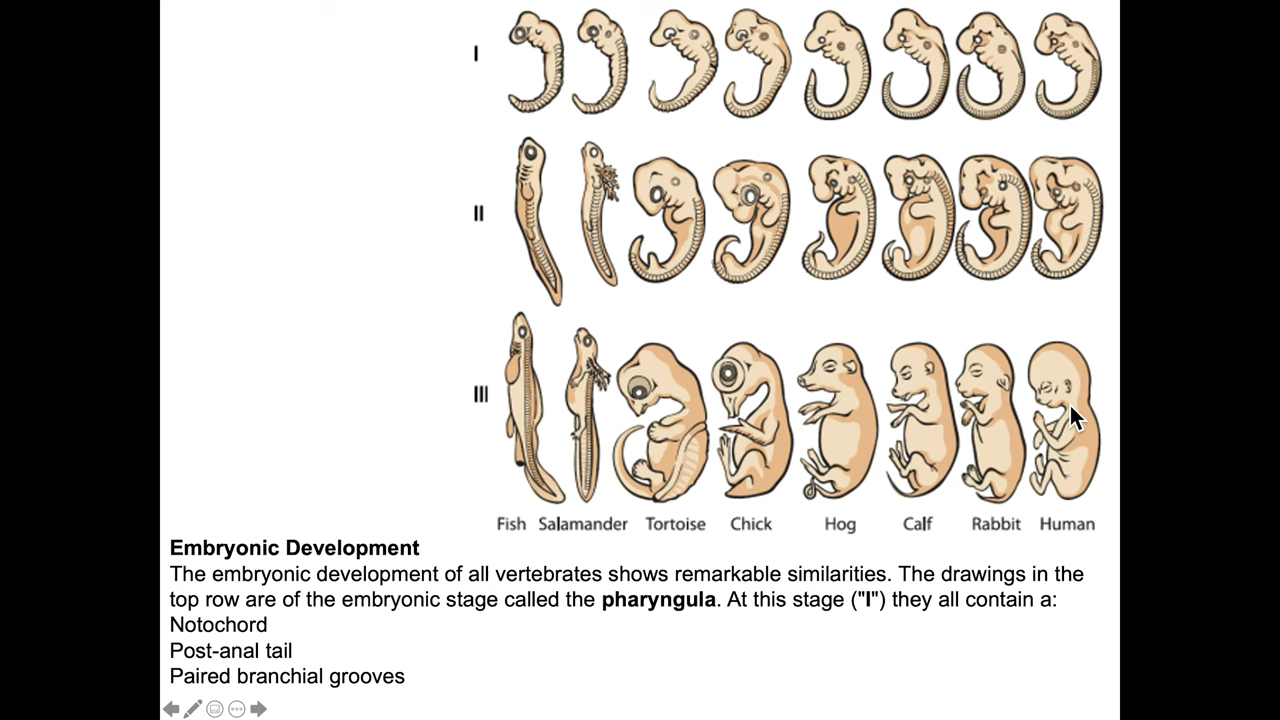 I
II
III
Fish Salamander Tortoise Chick Hog Calf Rabbit Human
Embryonic Development
The embryonic development of all vertebrates shows remarkable similarities. The drawings in the
top row are of the embryonic stage called the pharyngula. At this stage ("I") they all contain a:
Notochord
Post-anal tail
Paired branchial grooves